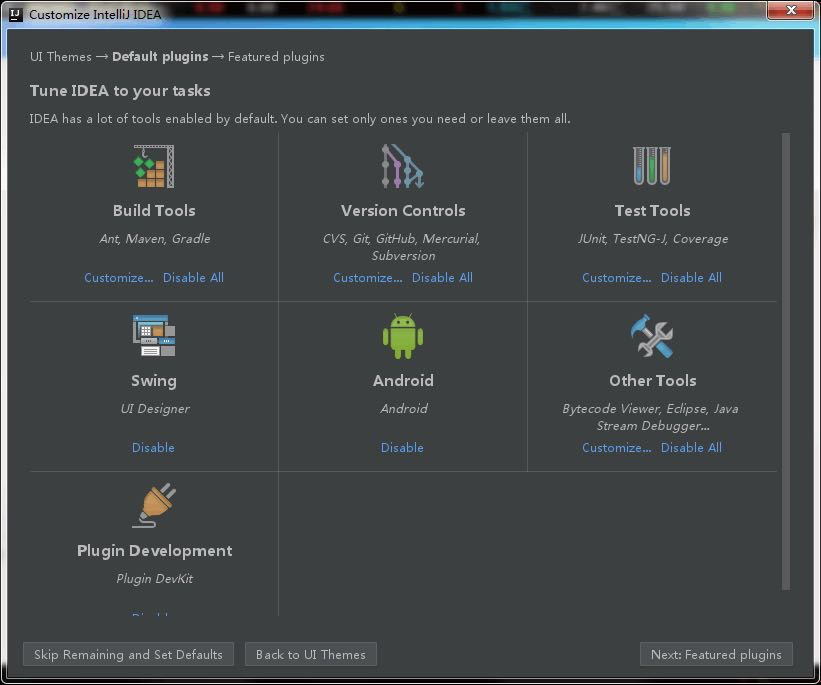 IJ Customize IntelliJ IDEA
UI Themes → Default plugins → Featured plugins
Tune IDEA to your tasks
IDEA has a lot of tools enabled by default. You can set only ones you need or leave them all.
Build Tools
Ant, Maven, Gradle
Customize... Disable All
Version Controls
CVS, Git, GitHub, Mercurial,
Subversion
Customize... Disable All
Test Tools
JUnit, TestNG-J, Coverage
Customize... Disable All
Swing
UI Designer
Disable
Android
Android
Disable
Other Tools
Bytecode Viewer, Eclipse, Java
Stream Debugger...
Customize... Disable All
Plugin Development
Plugin DevKit
Skip Remaining and Set Defaults
Back to UI Themes
Next: Featured plugins